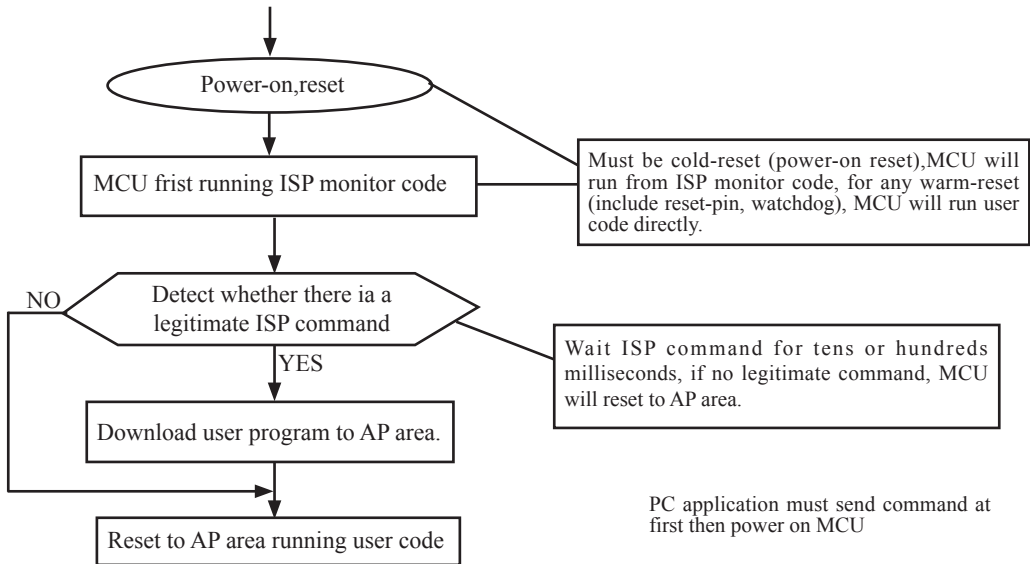 Power-on,reset
MCU frist running ISP monitor code
Must be cold-reset (power-on reset),MCU will
run from ISP monitor code, for any warm-reset
(include reset-pin, watchdog), MCU will run user
code directly.
NO
Detect whether there ia a
legitimate ISP command
YES
Wait ISP command for tens or hundreds
milliseconds, if no legitimate command, MCU
will reset to AP area.
Download user program to AP area.
PC application must send command at
first then power on MCU
Reset to AP area running user code